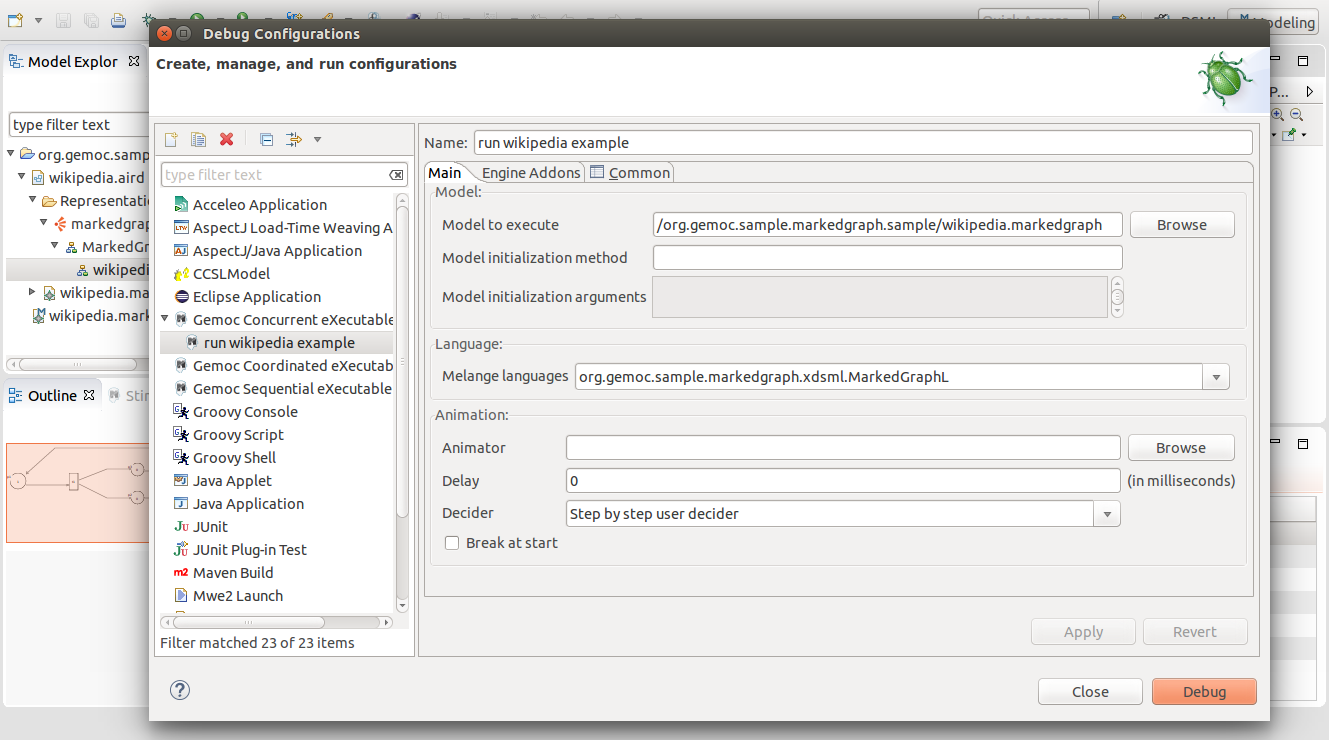 Quick Access
DSML
Modeling
Debug Configurations
Create, manage, and run configurations
Model Explor
type filter text
org.gemoc.samp
wikipedia.aird
Representatio
markedgrap
MarkedGr
wikipedi
wikipedia.ma
wikipedia.mark
Outline
Stim
P...
type filter text
Acceleo Application
AspectJ Load-Time Weaving A
AspectJ/Java Application
CCSLModel
Eclipse Application
Gemoc Concurrent eXecutable
run wikipedia example
Gemoc Coordinated eXecutab
Gemoc Sequential eXecutable
Groovy Console
Groovy Script
Groovy Shell
Java Applet
Java Application
JUnit
JUnit Plug-in Test
Maven Build
Mwe2 Launch
Filter matched 23 of 23 items
Name: run wikipedia example
Main Engine Addons Common
Model:
Model to execute /org.gemoc.sample.markedgraph.sample/wikipedia.markedgraph Browse
Model initialization method
Model initialization arguments
Language:
Melange languages org.gemoc.sample.markedgraph.xdsml.MarkedGraphL
Animation:
Animator Browse
Delay 0 (in milliseconds)
Decider Step by step user decider
Break at start
Apply Revert
Close Debug